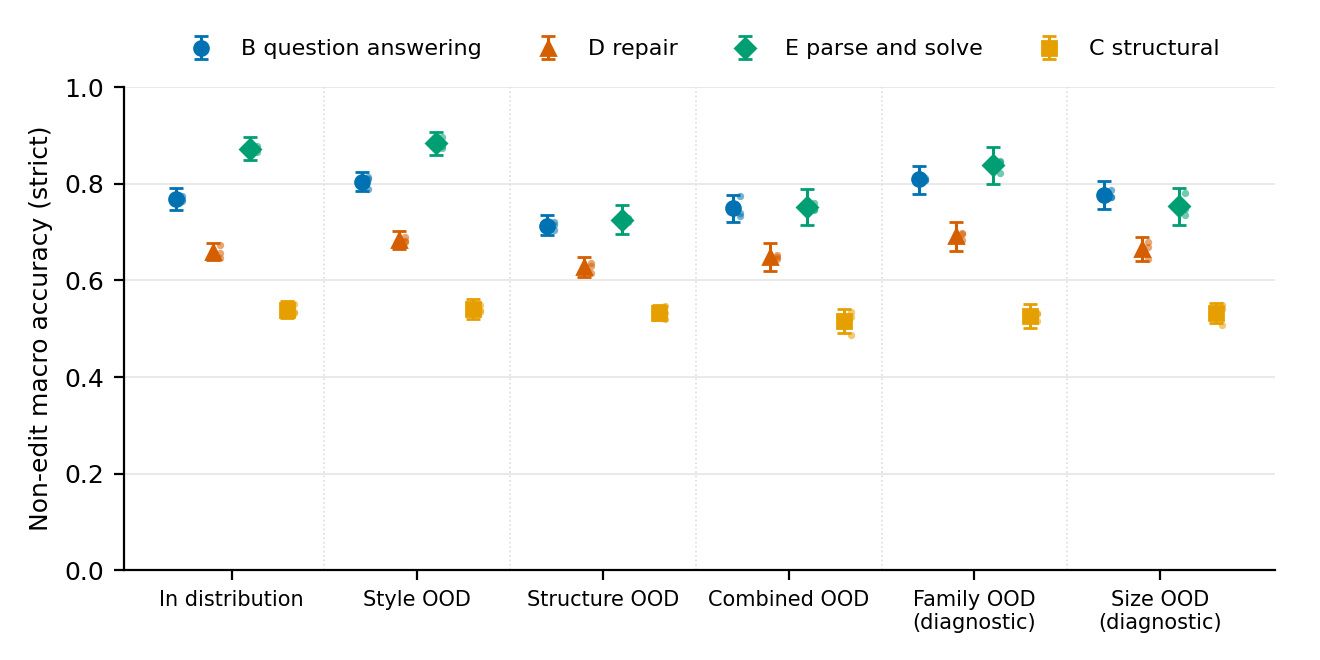 B question answering
D repair
E parse and solve
C structural
Non-edit macro accuracy (strict)
1.0
0.8
0.6
0.4
0.2
0.0
In distribution
Style OOD
Structure OOD
Combined OOD
Family OOD
(diagnostic)
Size OOD
(diagnostic)